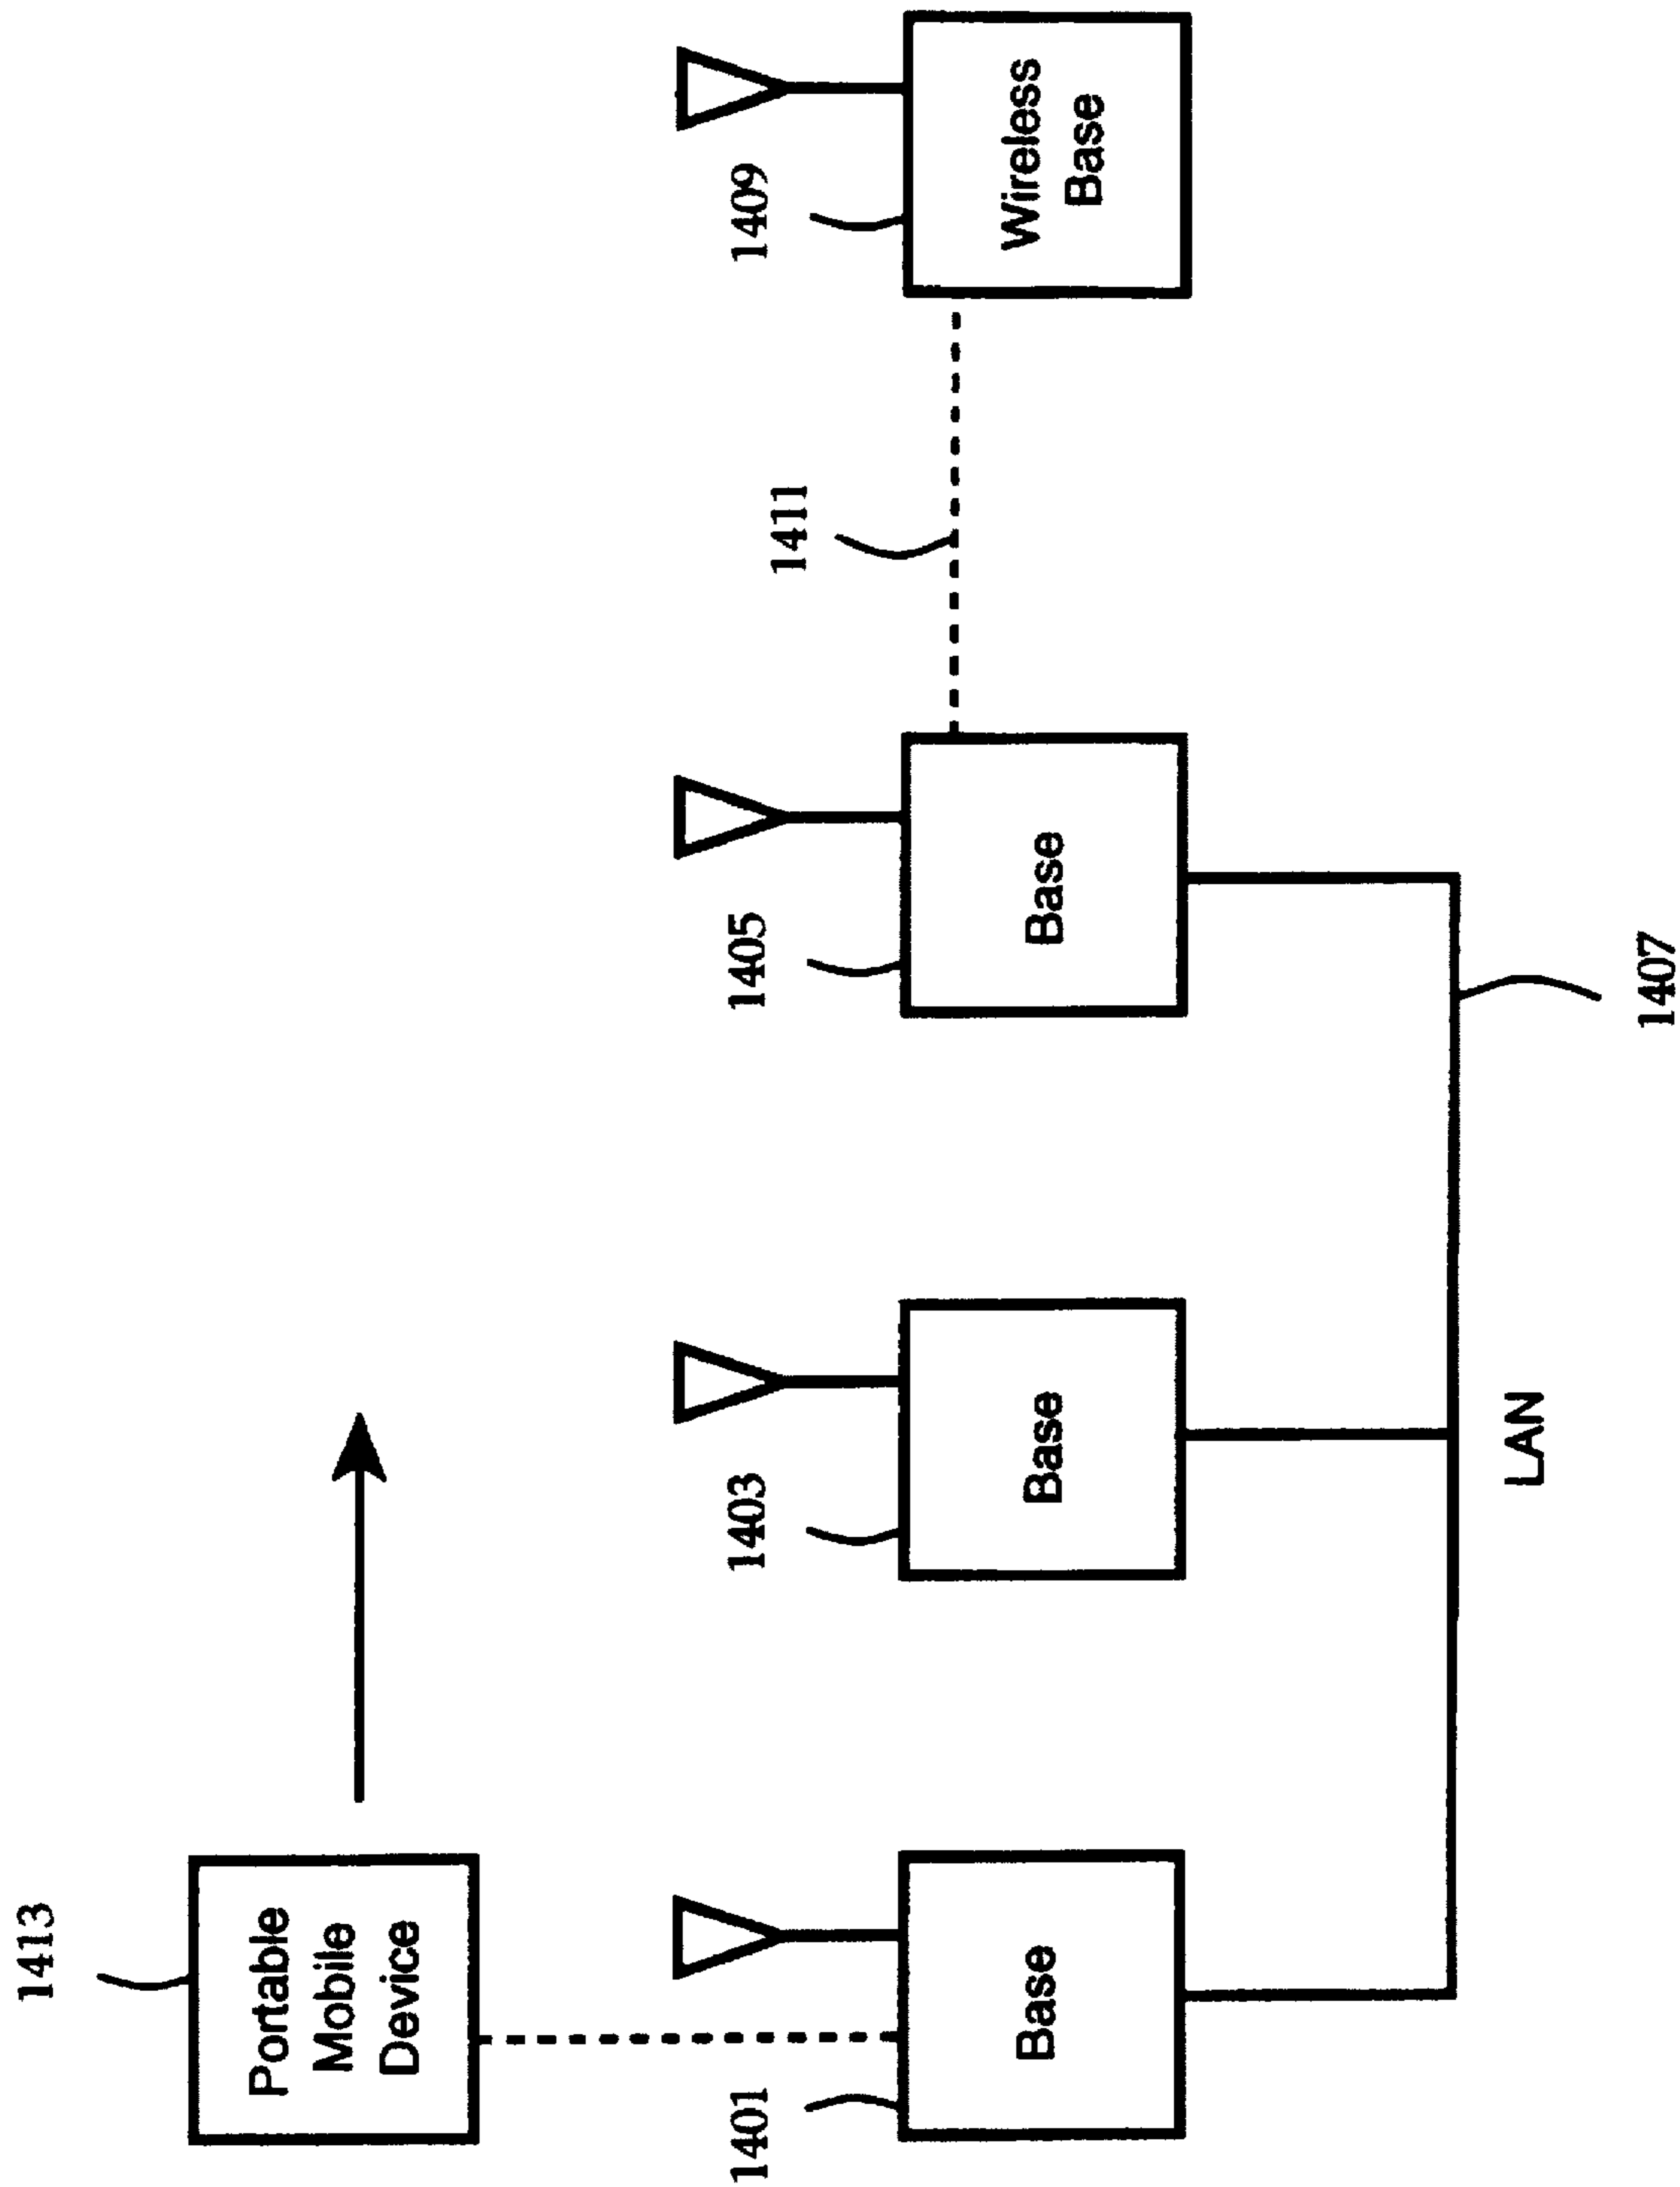 1413
Portable
Mobile
Device
1401
Base
1403
Base
1405
Base
1411
1409
Wireless
Base
LAN
1407